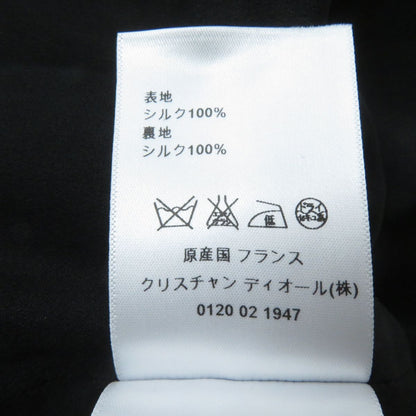 表地
シルク100%
裏地
シルク100%
低
原産国 フランス
クリスチャン ディオール(株)
0120 02 1947